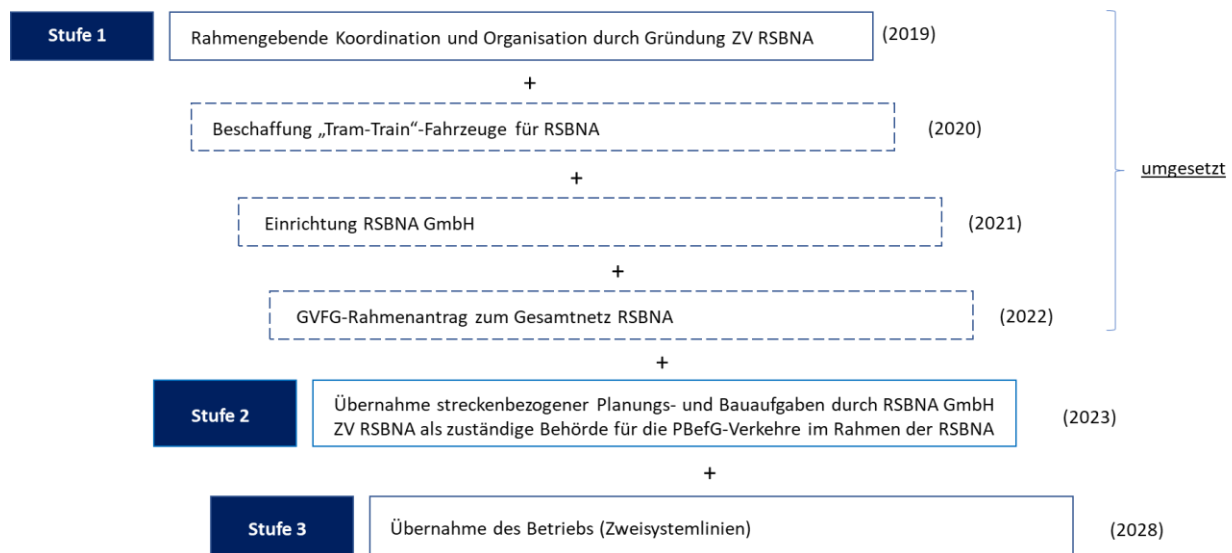 Stufe 1
Rahmengebende Koordination und Organisation durch Gründung ZV RSBNA
(2019)
+
Beschaffung „Tram-Train“-Fahrzeuge für RSBNA
(2020)
+
umgesetzt
Einrichtung RSBNA GmbH
(2021)
+
GVFG-Rahmenantrag zum Gesamtnetz RSBNA
(2022)
+
Stufe 2
Übernahme streckenbezogener Planungs- und Bauaufgaben durch RSBNA GmbH
ZV RSBNA als zuständige Behörde für die PBefG-Verkehre im Rahmen der RSBNA
(2023)
+
Stufe 3
Übernahme des Betriebs (Zweisystemlinien)
(2028)